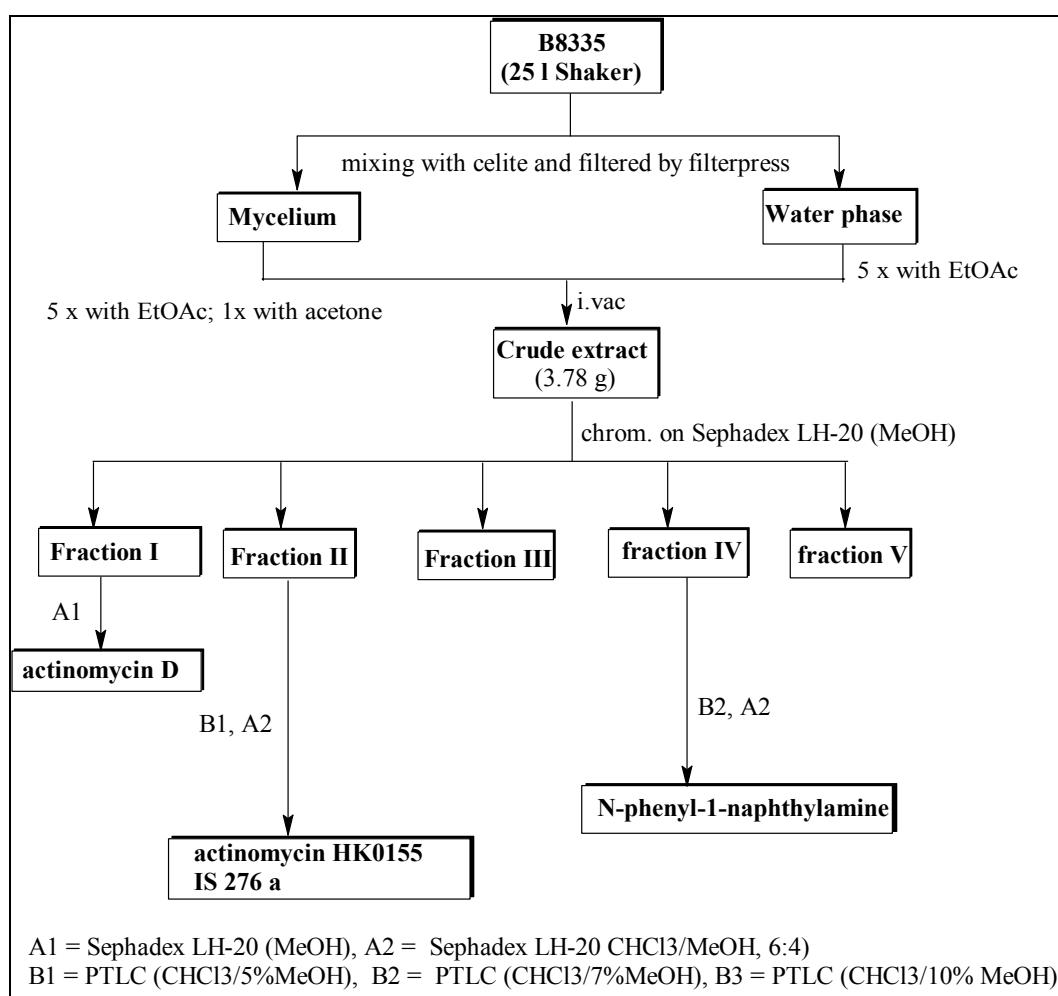 B8335
(25 l Shaker)
mixing with celite and filtered by filterpress
Mycelium
Water phase
5 x with EtOAc
5 x with EtOAc; 1x with acetone
i.vac
Crude extract
(3.78 g)
chrom. on Sephadex LH-20 (MeOH)
Fraction I
Fraction II
Fraction III
fraction IV
fraction V
A1
actinomycin D
B1, A2
B2, A2
N-phenyl-1-naphthylamine
actinomycin HK0155
IS 276 a
A1 = Sephadex LH-20 (MeOH), A2 = Sephadex LH-20 CHCl3/MeOH, 6:4)
B1 = PTLC (CHCl3/5%MeOH), B2 = PTLC (CHCl3/7%MeOH), B3 = PTLC (CHCl3/10% MeOH)